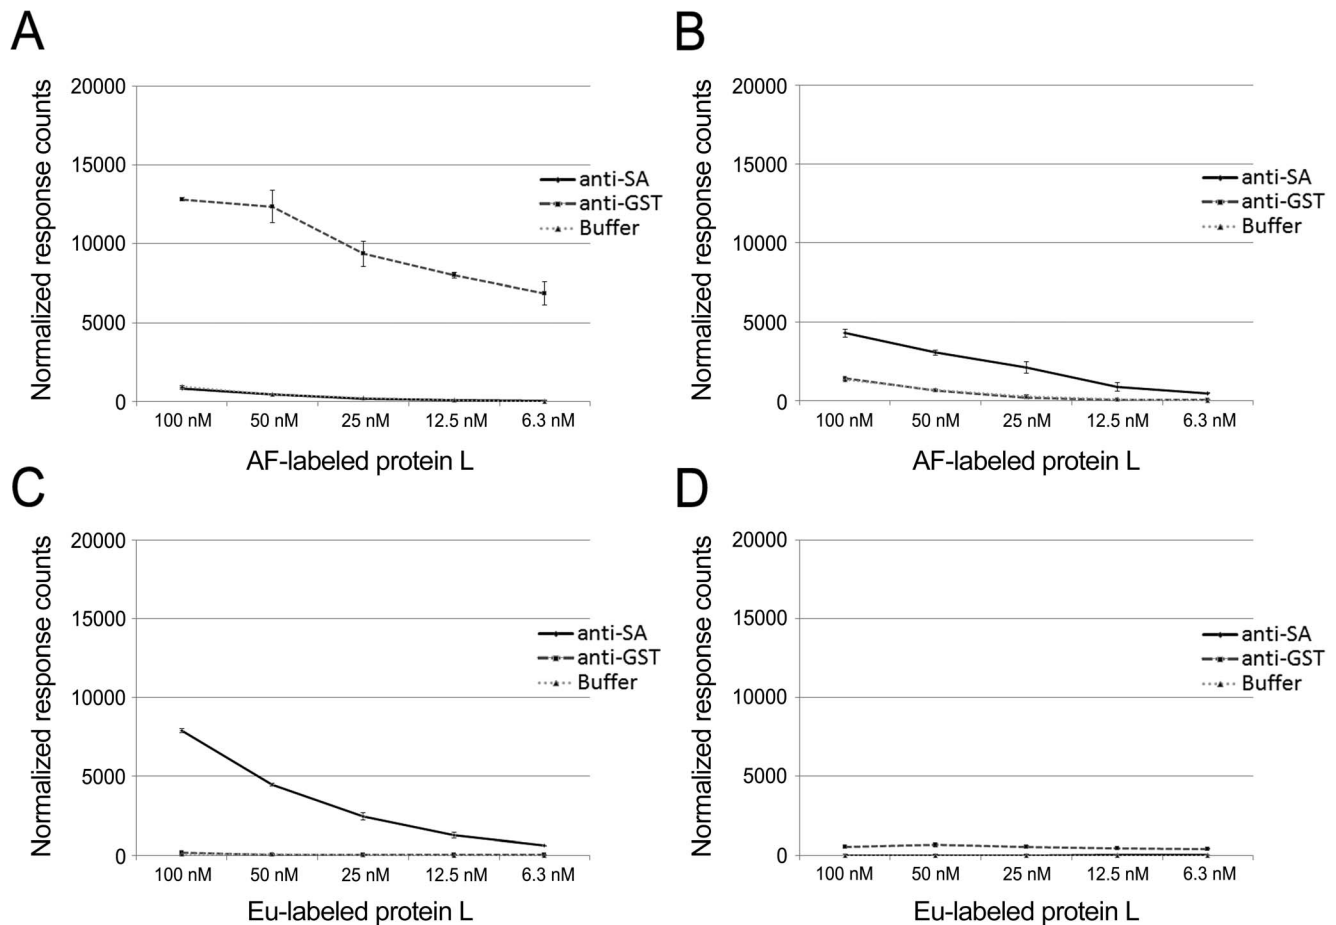 A
Normalized response counts
20000
15000
10000
5000
0
anti-SA
anti-GST
Buffer
100 nM 50 nM 25 nM 12.5 nM 6.3 nM
AF-labeled protein L
B
Normalized response counts
20000
15000
10000
5000
0
anti-SA
anti-GST
Buffer
100 nM 50 nM 25 nM 12.5 nM 6.3 nM
AF-labeled protein L
C
Normalized response counts
20000
15000
10000
5000
0
anti-SA
anti-GST
Buffer
100 nM 50 nM 25 nM 12.5 nM 6.3 nM
Eu-labeled protein L
D
Normalized response counts
20000
15000
10000
5000
0
anti-SA
anti-GST
Buffer
100 nM 50 nM 25 nM 12.5 nM 6.3 nM
Eu-labeled protein L